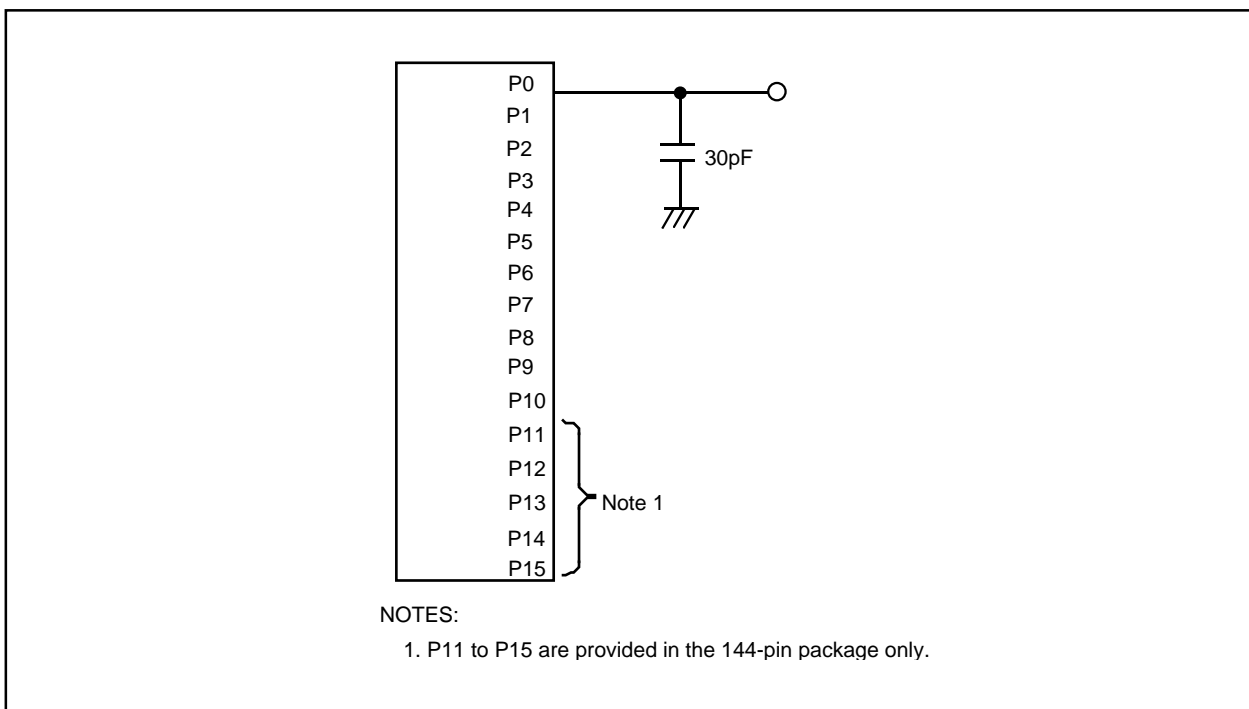 P0
P1
P2
P3
P4
P5
P6
P7
P8
P9
P10
P11
P12
P13
P14
P15
30pF
Note 1
NOTES:
1. P11 to P15 are provided in the 144-pin package only.